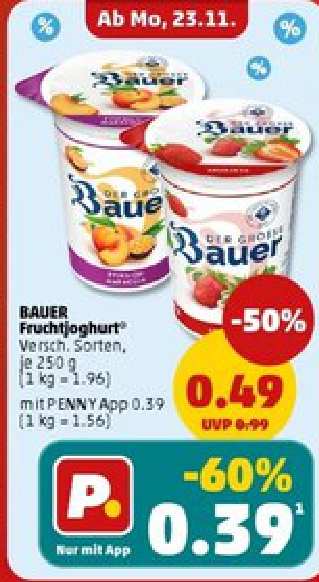 Ab Mo, 23.11.
%
%
%
Bauer
Bauer
DER GROSSE
Bauer
DER GROSSE
Bauer
BAUER
Fruchtjoghurt®
Versch. Sorten,
je 250 g
(1 kg = 1.96)
mit PENNY App 0.39
(1 kg = 1.56)
-50%
0.49
UVP 0.99
P.
Nur mit App
-60%
0.39¹